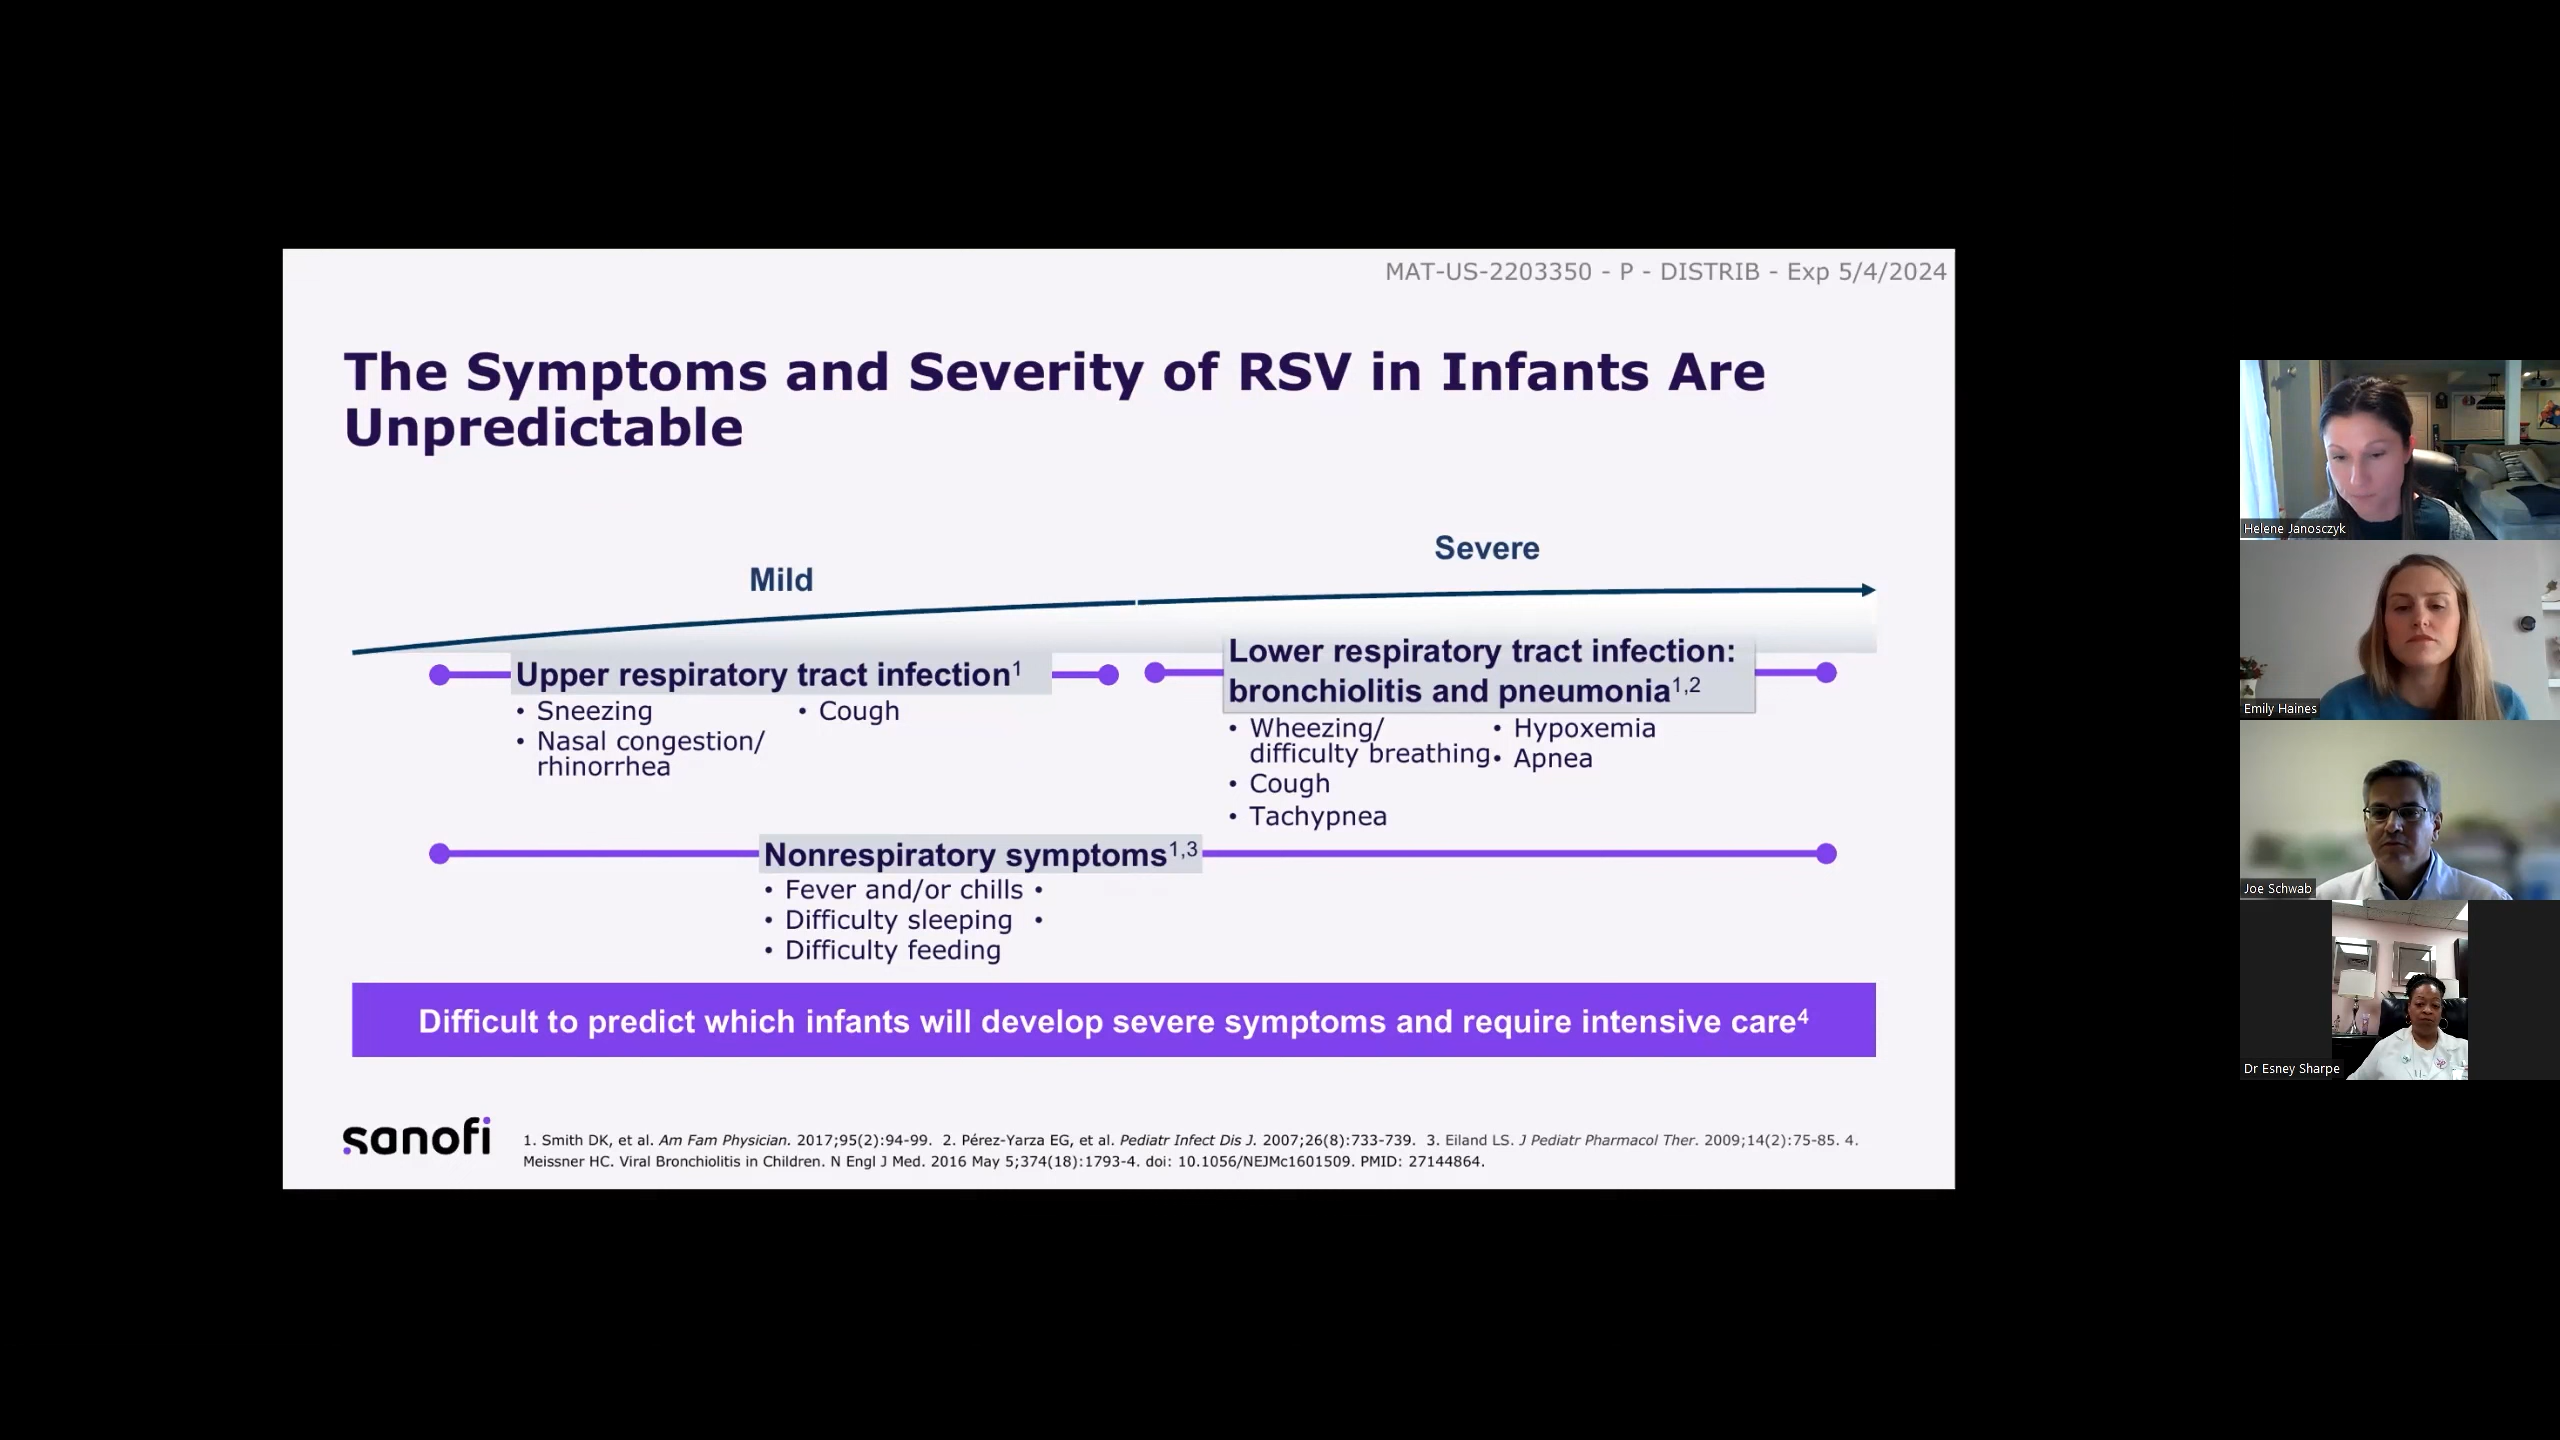 MAT-US-2203350 - P - DISTRIB - Exp 5/4/2024
The Symptoms and Severity of RSV in Infants Are
Unpredictable
Mild
Severe
Upper respiratory tract infection1
• Sneezing
• Nasal congestion/
rhinorrhea
• Cough
Lower respiratory tract infection:
bronchiolitis and pneumonia1,2
• Wheezing/
difficulty breathing
• Cough
• Tachypnea
• Hypoxemia
• Apnea
Nonrespiratory symptoms1,3
• Fever and/or chills •
• Difficulty sleeping •
• Difficulty feeding
Difficult to predict which infants will develop severe symptoms and require intensive care4
sanofi
1. Smith DK, et al. Am Fam Physician. 2017;95(2):94-99. 2. Pérez-Yarza EG, et al. Pediatr Infect Dis J. 2007;26(8):733-739. 3. Eiland LS. J Pediatr Pharmacol Ther. 2009;14(2):75-85. 4.
Meissner HC. Viral Bronchiolitis in Children. N Engl J Med. 2016 May 5;374(18):1793-4. doi: 10.1056/NEJMc1601509. PMID: 27144864.
Helene Janosczyk
Emily Haines
Joe Schwab
Dr Esney Sharpe